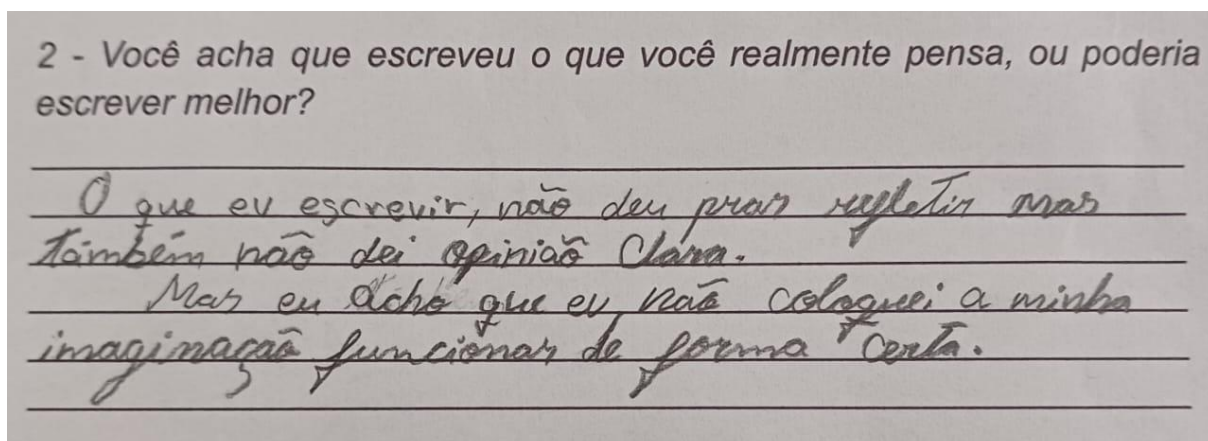 2 - Você acha que escreveu o que você realmente pensa, ou poderia
escrever melhor?
O que eu escrevir, não deu pran refletir mas
também não dei opinião Clara.
Mas eu acho que eu não coloquei a minha
imaginação funcionar de forma certa.